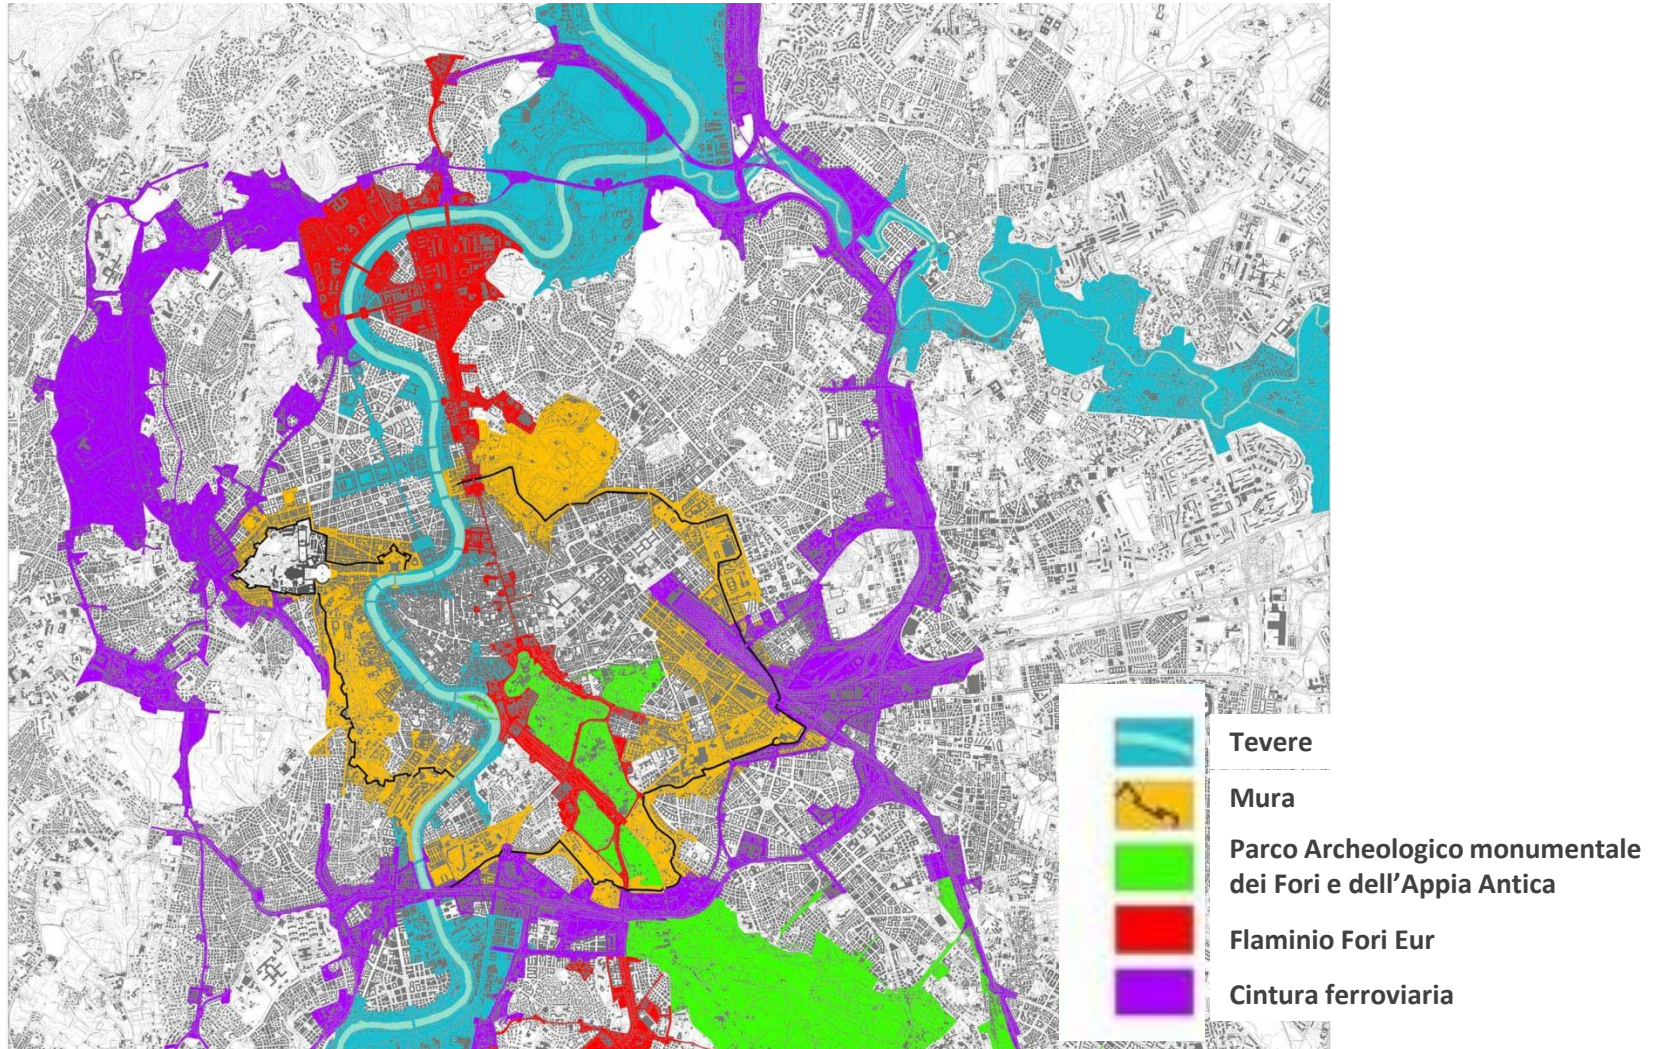 Tevere
Mura
Parco Archeologico monumentale
dei Fori e dell’Appia Antica
Flaminio Fori Eur
Cintura ferroviaria